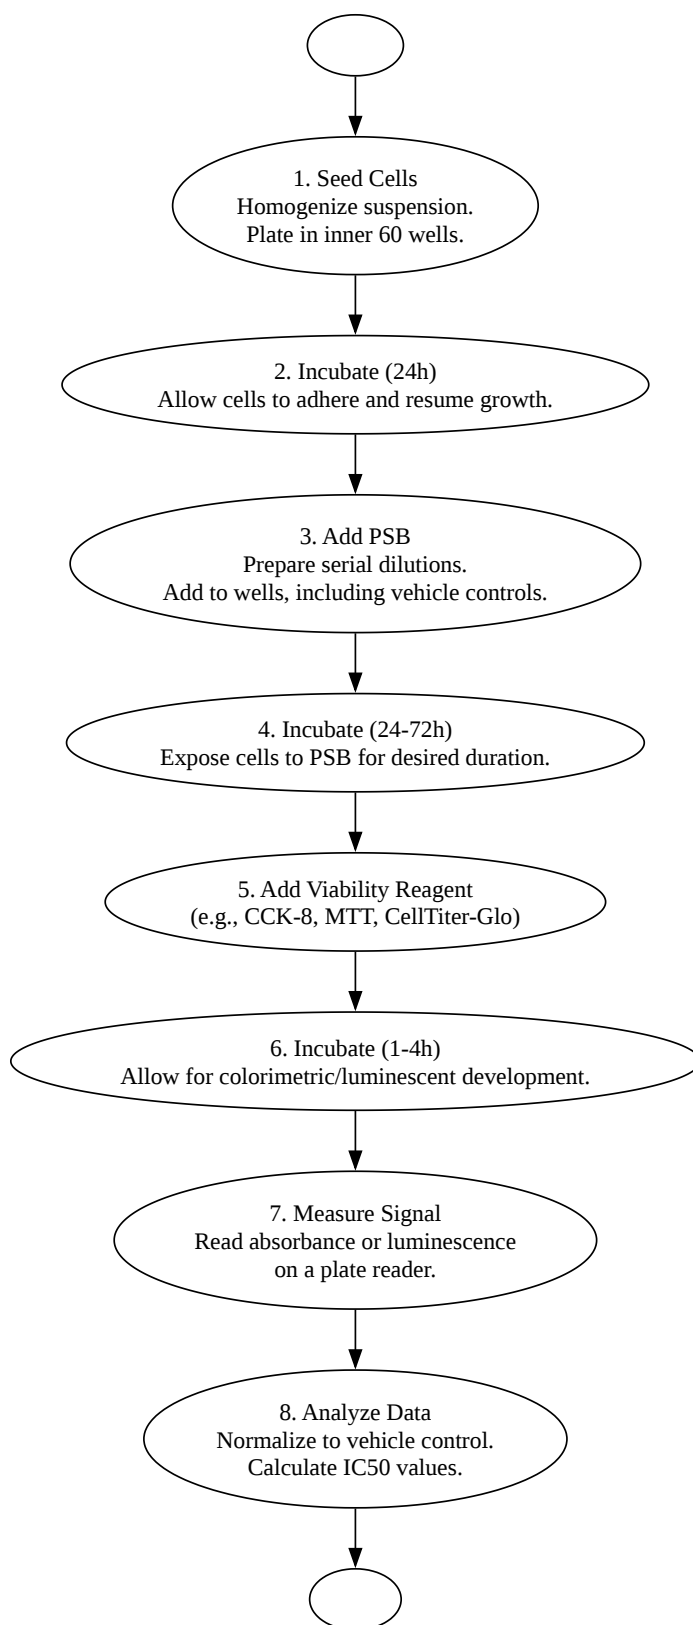 1. Seed Cells
Homogenize suspension.
Plate in inner 60 wells.
2. Incubate (24h)
Allow cells to adhere and resume growth.
3. Add PSB
Prepare serial dilutions.
Add to wells, including vehicle controls.
4. Incubate (24-72h)
Expose cells to PSB for desired duration.
5. Add Viability Reagent
(e.g., CCK-8, MTT, CellTiter-Glo)
6. Incubate (1-4h)
Allow for colorimetric/luminescent development.
7. Measure Signal
Read absorbance or luminescence
on a plate reader.
8. Analyze Data
Normalize to vehicle control.
Calculate IC50 values.